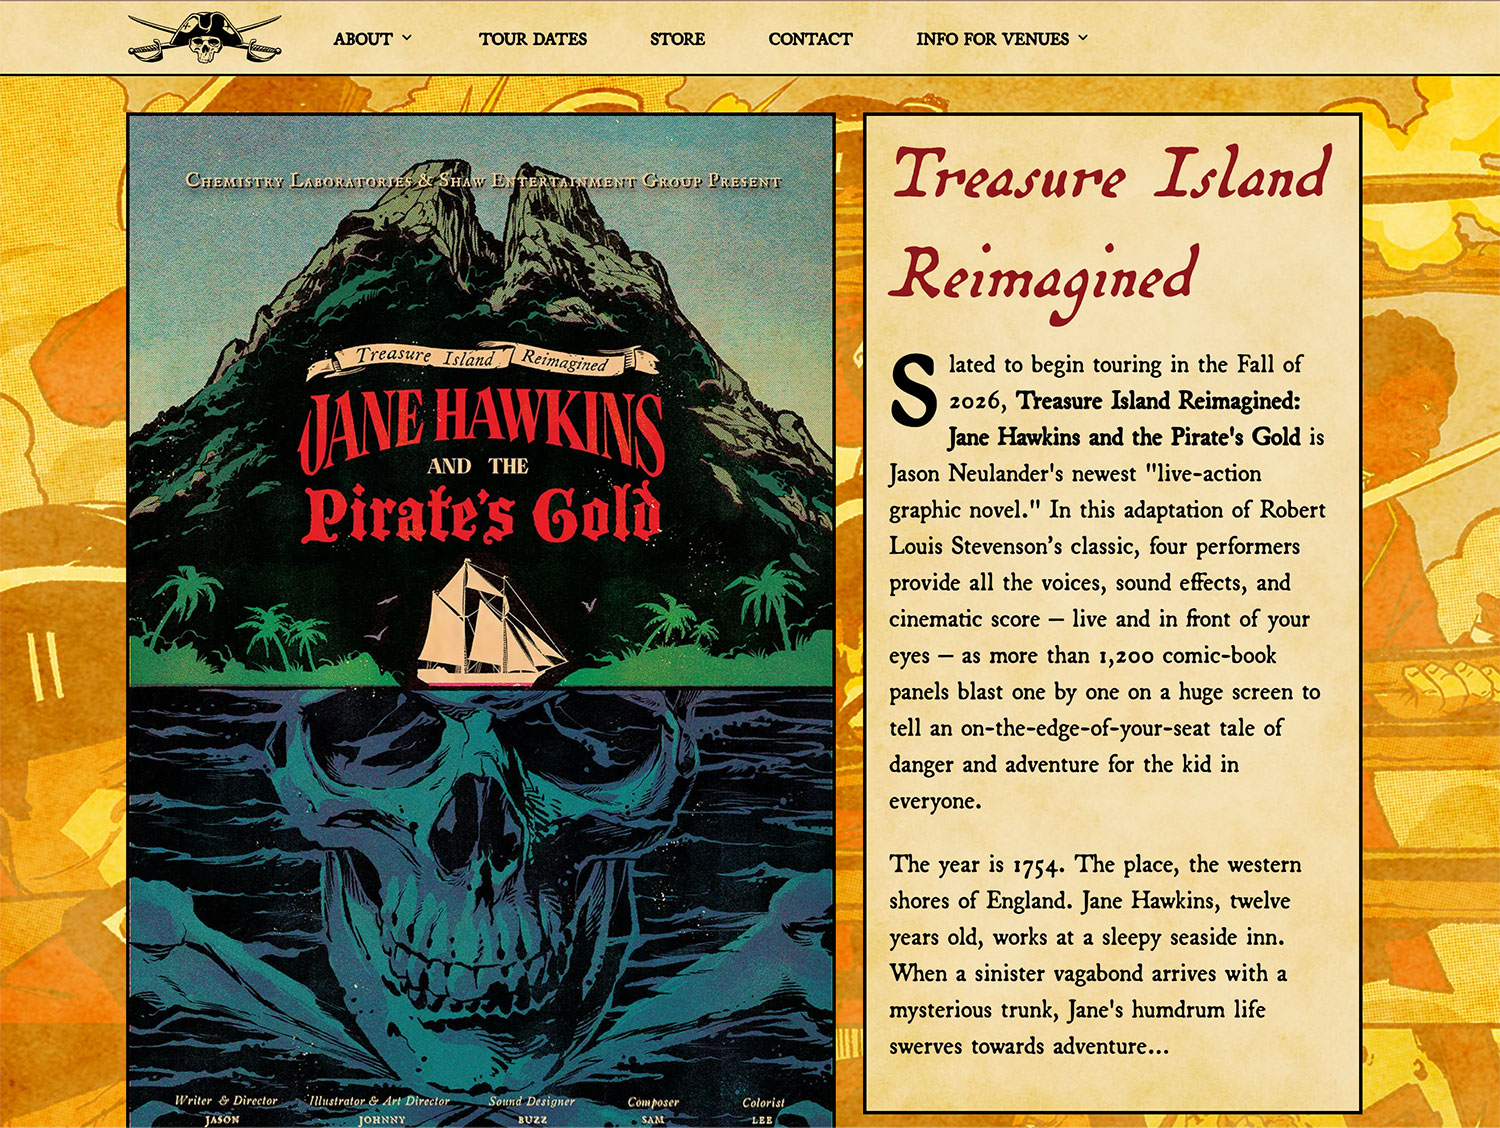 ABOUT
TOUR DATES
STORE
CONTACT
INFO FOR VENUES
Chemistry Laboratories & Shaw Entertainment Group Present
Treasure Island Reimagined
JANE HAWKINS
AND THE
Pirate's Gold
Writer & Director
JASON
Illustrator & Art Director
JOHNNY
Sound Designer
BUZZ
Composer
SAM
Colorist
LEE
Treasure Island
Reimagined
Slated to begin touring in the Fall of
2026, Treasure Island Reimagined:
Jane Hawkins and the Pirate's Gold is
Jason Neulander's newest "live-action
graphic novel." In this adaptation of Robert
Louis Stevenson’s classic, four performers
provide all the voices, sound effects, and
cinematic score — live and in front of your
eyes — as more than 1,200 comic-book
panels blast one by one on a huge screen to
tell an on-the-edge-of-your-seat tale of
danger and adventure for the kid in
everyone.
The year is 1754. The place, the western
shores of England. Jane Hawkins, twelve
years old, works at a sleepy seaside inn.
When a sinister vagabond arrives with a
mysterious trunk, Jane's humdrum life
swerves towards adventure...